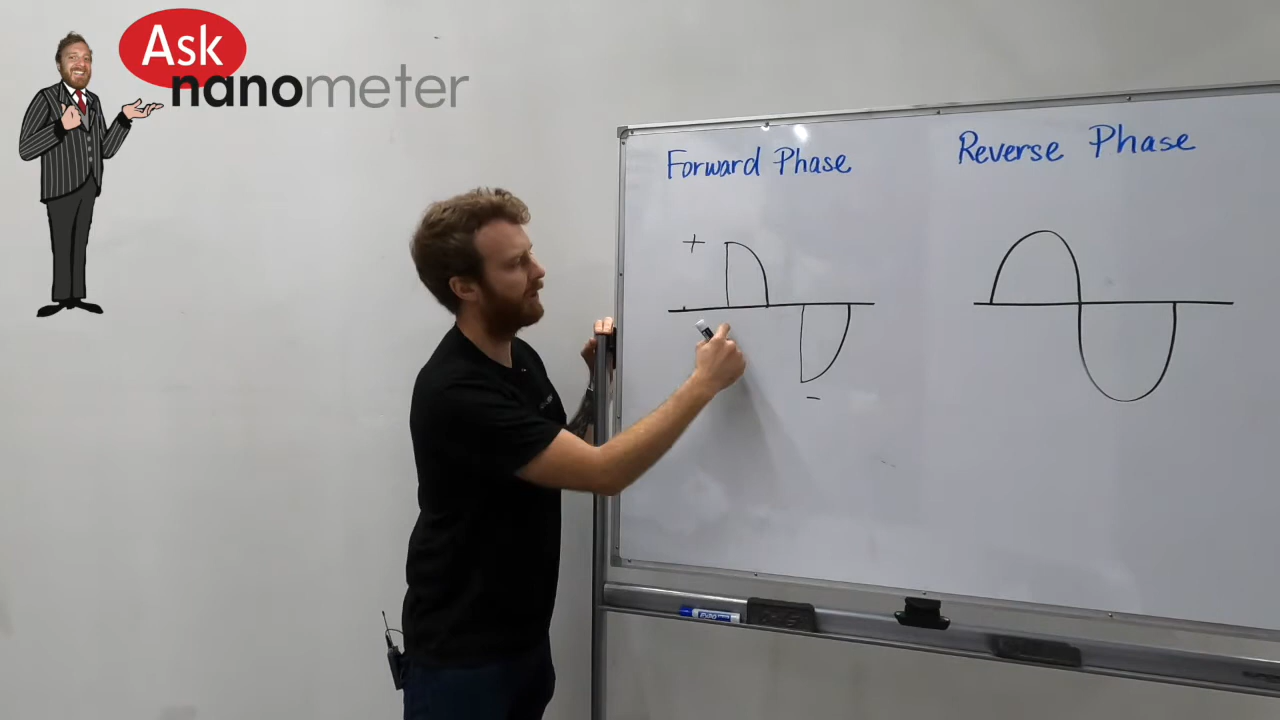 Ask
nanometer
Forward Phase
Reverse Phase
+
−